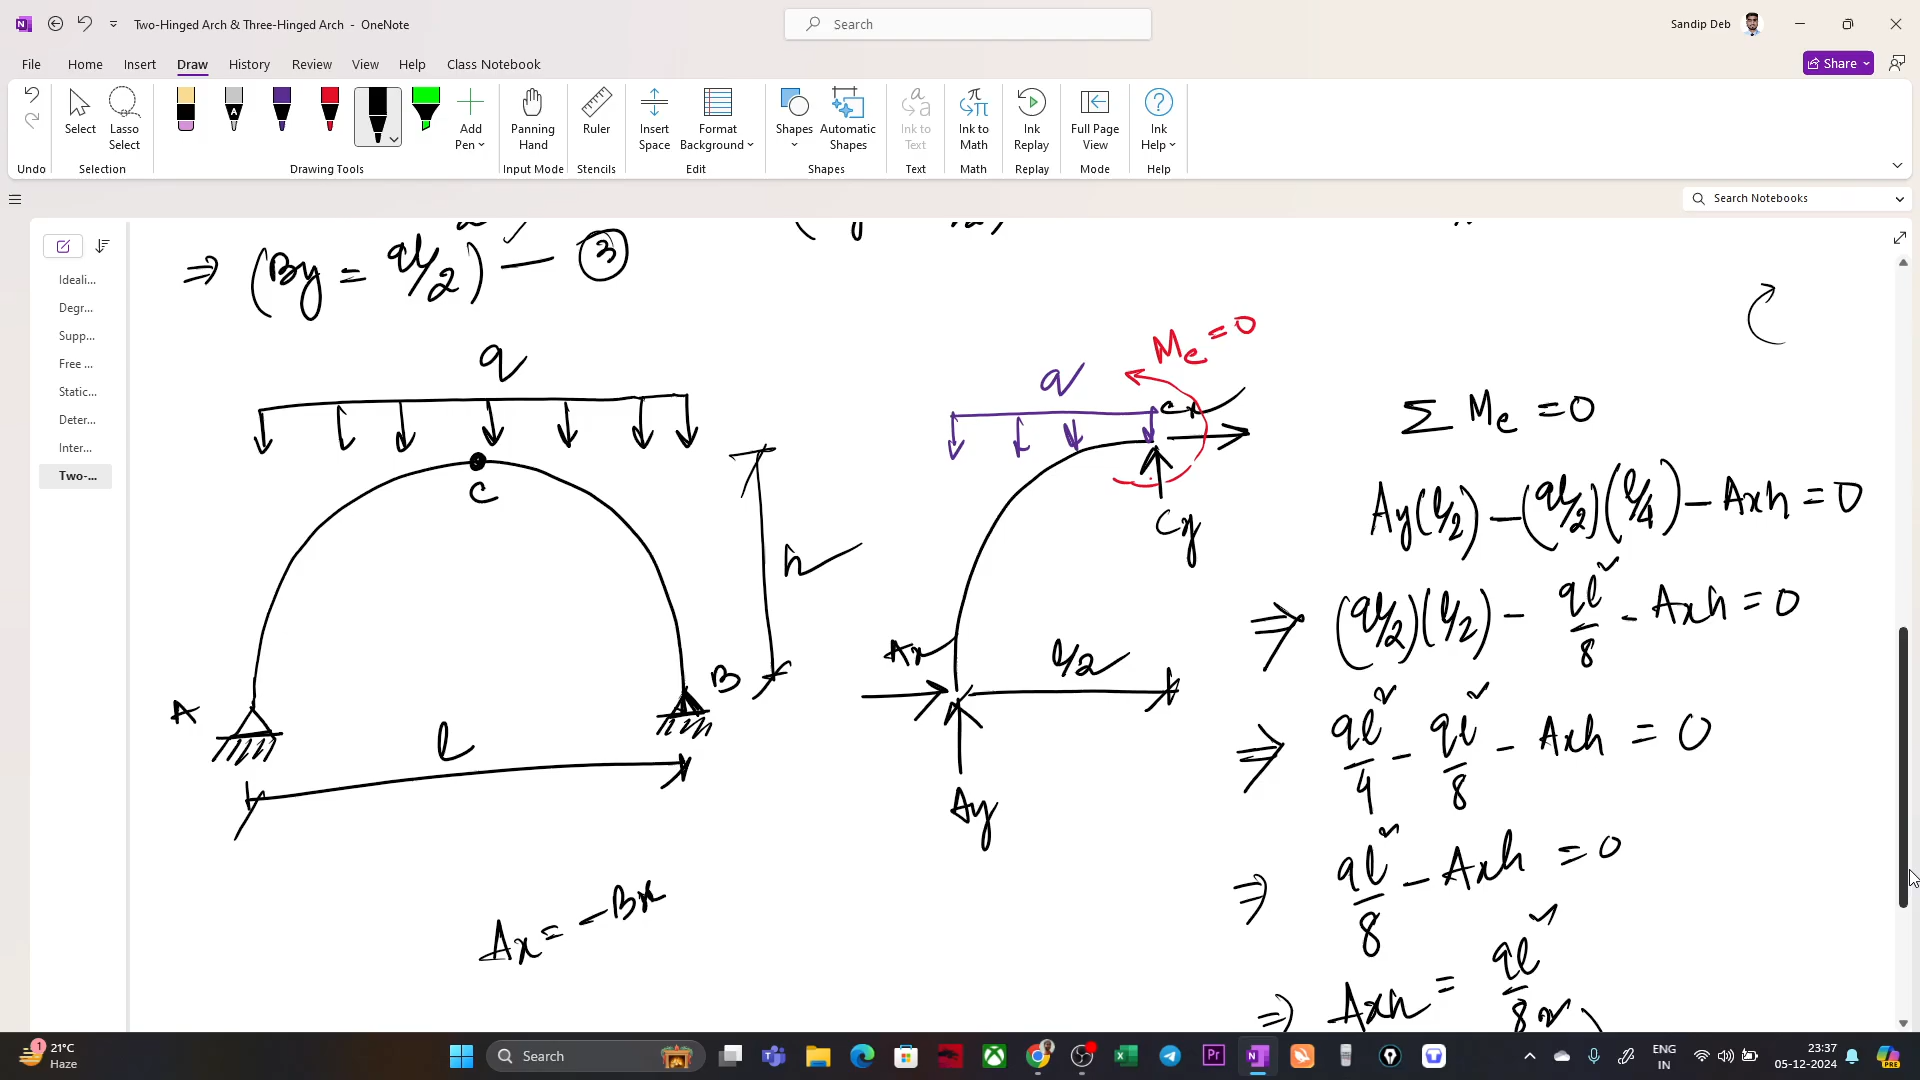 Two-Hinged Arch & Three-Hinged Arch - OneNote
Search
Sandip Deb
File Home Insert Draw History Review View Help Class Notebook
Share
Undo
Select
Lasso Select
Selection
Drawing Tools
Add Pen
Panning Hand
Input Mode
Ruler
Stencils
Insert Space
Format Background
Edit
Shapes
Automatic Shapes
Shapes
Ink to Text
Text
Ink to Math
Math
Ink Replay
Replay
Full Page View
Mode
Ink Help
Help
Search Notebooks
Ideali...
Degr...
Supp...
Free ...
Static...
Deter...
Inter...
Two-...
⇒ (By = ql/2) — ③
q
C
h
A
B
l
Ax = -Bx
Mc = 0
q
Cx
Cy
Ax
l/2
Ay
Σ Mc = 0
Ay(l/2) - (ql/2)(l/4) - Axh = 0
⇒ (ql/2)(l/2) - ql²/8 - Axh = 0
⇒ ql²/4 - ql²/8 - Axh = 0
⇒ ql²/8 - Axh = 0
⇒ Axh = ql²/8
21°C
Haze
1
Search
ENG
IN
23:37
05-12-2024